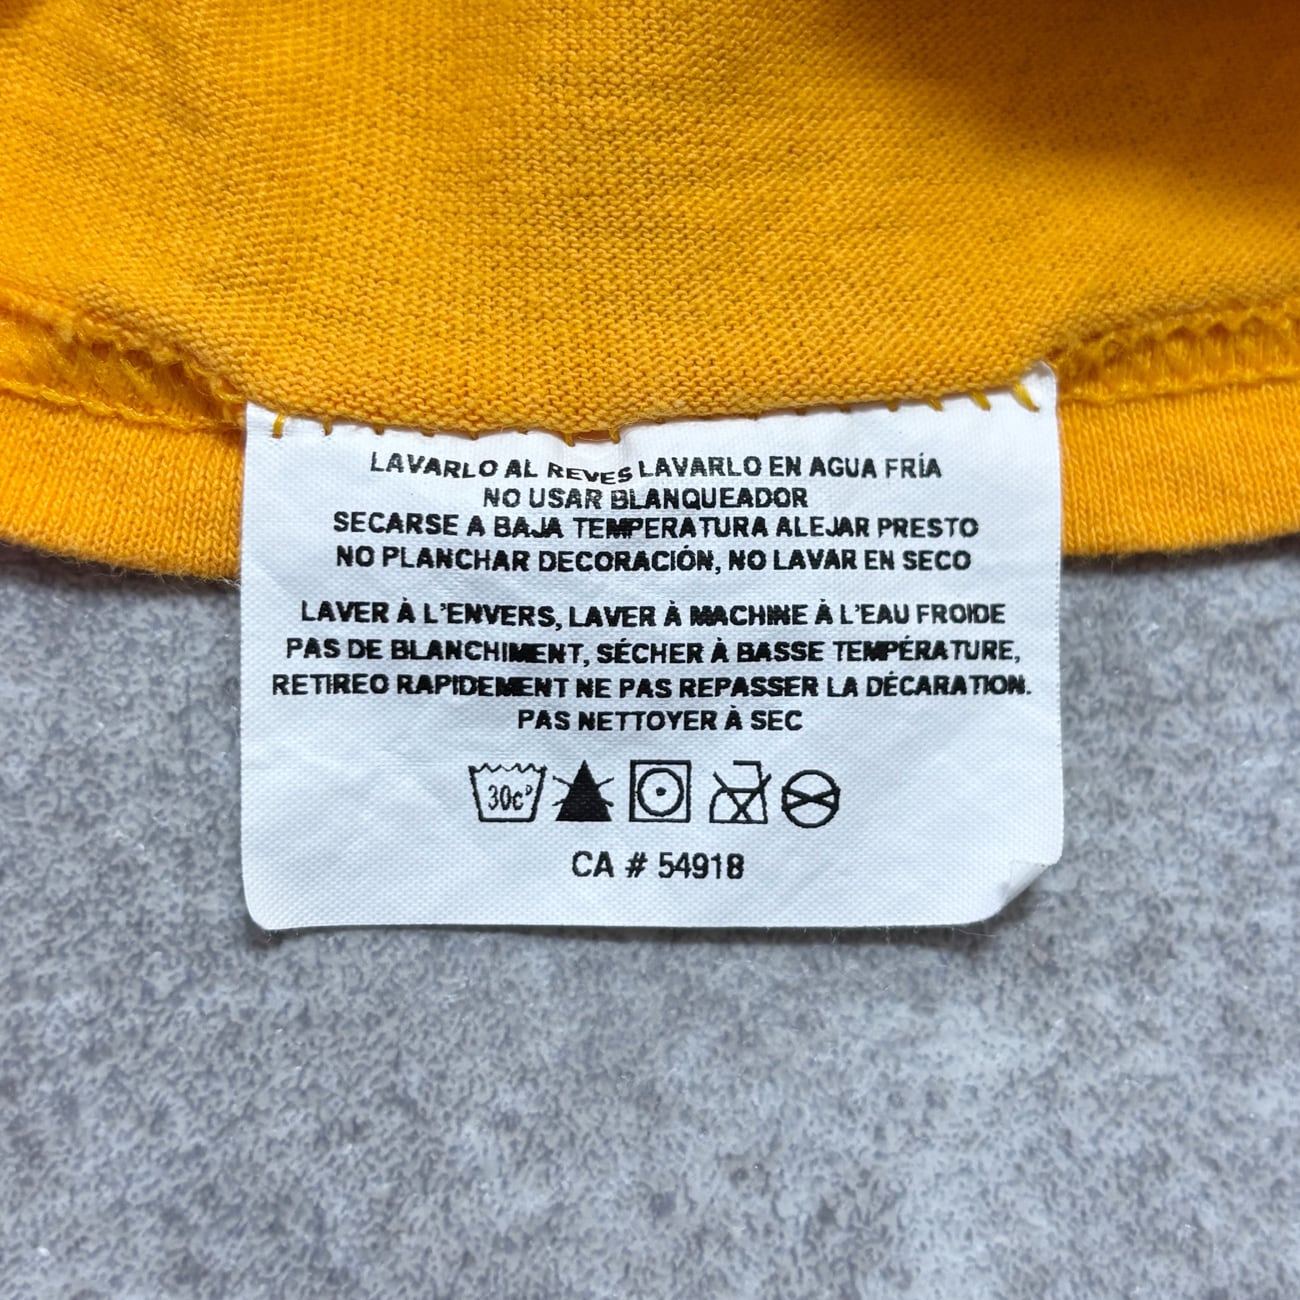 LAVARLO AL REVES LAVARLO EN AGUA FRÍA
NO USAR BLANQUEADOR
SECARSE A BAJA TEMPERATURA ALEJAR PRESTO
NO PLANCHAR DECORACIÓN, NO LAVAR EN SECO
LAVER À L'ENVERS, LAVER À MACHINE À L'EAU FROIDE
PAS DE BLANCHIMENT, SÉCHER À BASSE TEMPÉRATURE,
RETIREO RAPIDEMENT NE PAS REPASSER LA DÉCARATION.
PAS NETTOYER À SEC
30c°
CA # 54918